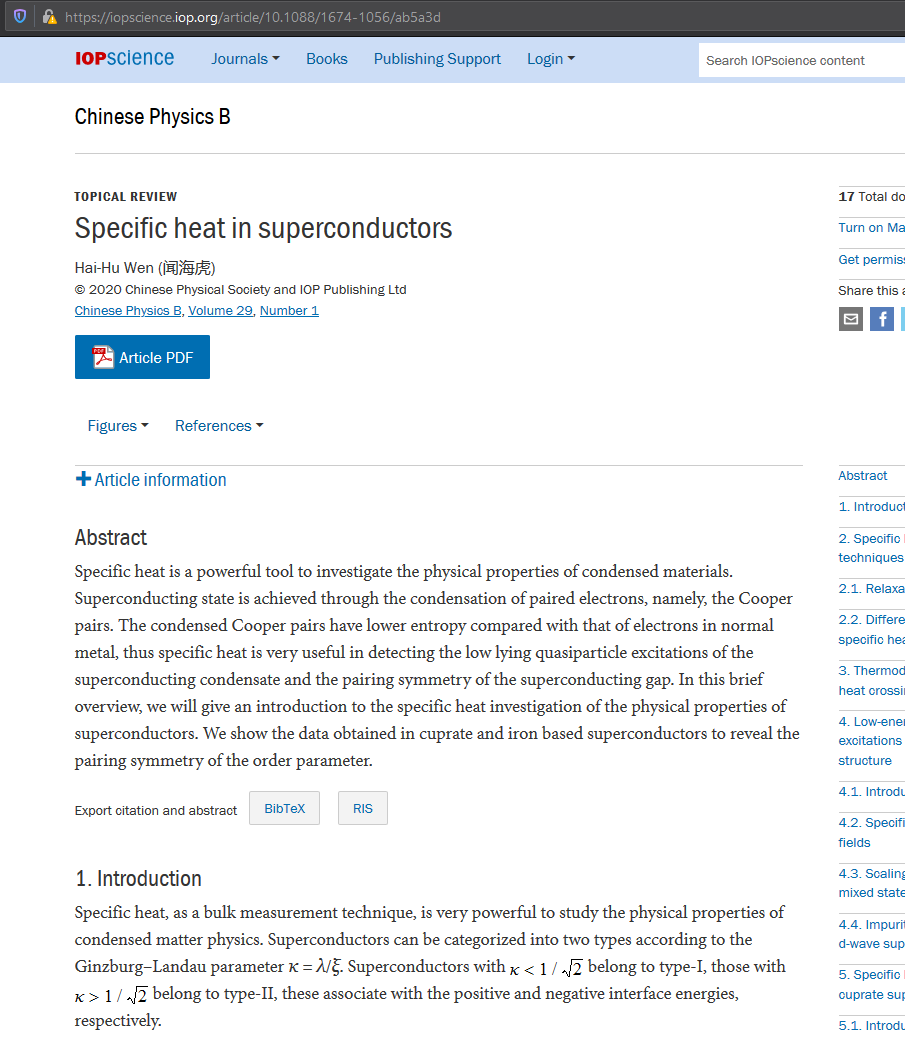 https://iopscience.iop.org/article/10.1088/1674-1056/ab5a3d
IOPscience Journals Books Publishing Support Login Search IOPscience content
Chinese Physics B
TOPICAL REVIEW
Specific heat in superconductors
Hai-Hu Wen (闻海虎)
© 2020 Chinese Physical Society and IOP Publishing Ltd
Chinese Physics B, Volume 29, Number 1
PDF Article PDF
Figures References
+ Article information
Abstract
Specific heat is a powerful tool to investigate the physical properties of condensed materials.
Superconducting state is achieved through the condensation of paired electrons, namely, the Cooper
pairs. The condensed Cooper pairs have lower entropy compared with that of electrons in normal
metal, thus specific heat is very useful in detecting the low lying quasiparticle excitations of the
superconducting condensate and the pairing symmetry of the superconducting gap. In this brief
overview, we will give an introduction to the specific heat investigation of the physical properties of
superconductors. We show the data obtained in cuprate and iron based superconductors to reveal the
pairing symmetry of the order parameter.
Export citation and abstract BibTeX RIS
1. Introduction
Specific heat, as a bulk measurement technique, is very powerful to study the physical properties of
condensed matter physics. Superconductors can be categorized into two types according to the
Ginzburg–Landau parameter κ = λ/ξ. Superconductors with κ < 1 / √2 belong to type-I, those with
κ > 1 / √2 belong to type-II, these associate with the positive and negative interface energies,
respectively.
17 Total do
Turn on Ma
Get permis
Share this a
f
Abstract
1. Introduct
2. Specific
techniques
2.1. Relaxa
2.2. Differe
specific hea
3. Thermod
heat crossi
4. Low-ener
excitations
structure
4.1. Introdu
4.2. Specifi
fields
4.3. Scaling
mixed state
4.4. Impurit
d-wave sup
5. Specific
cuprate sup
5.1. Introdu